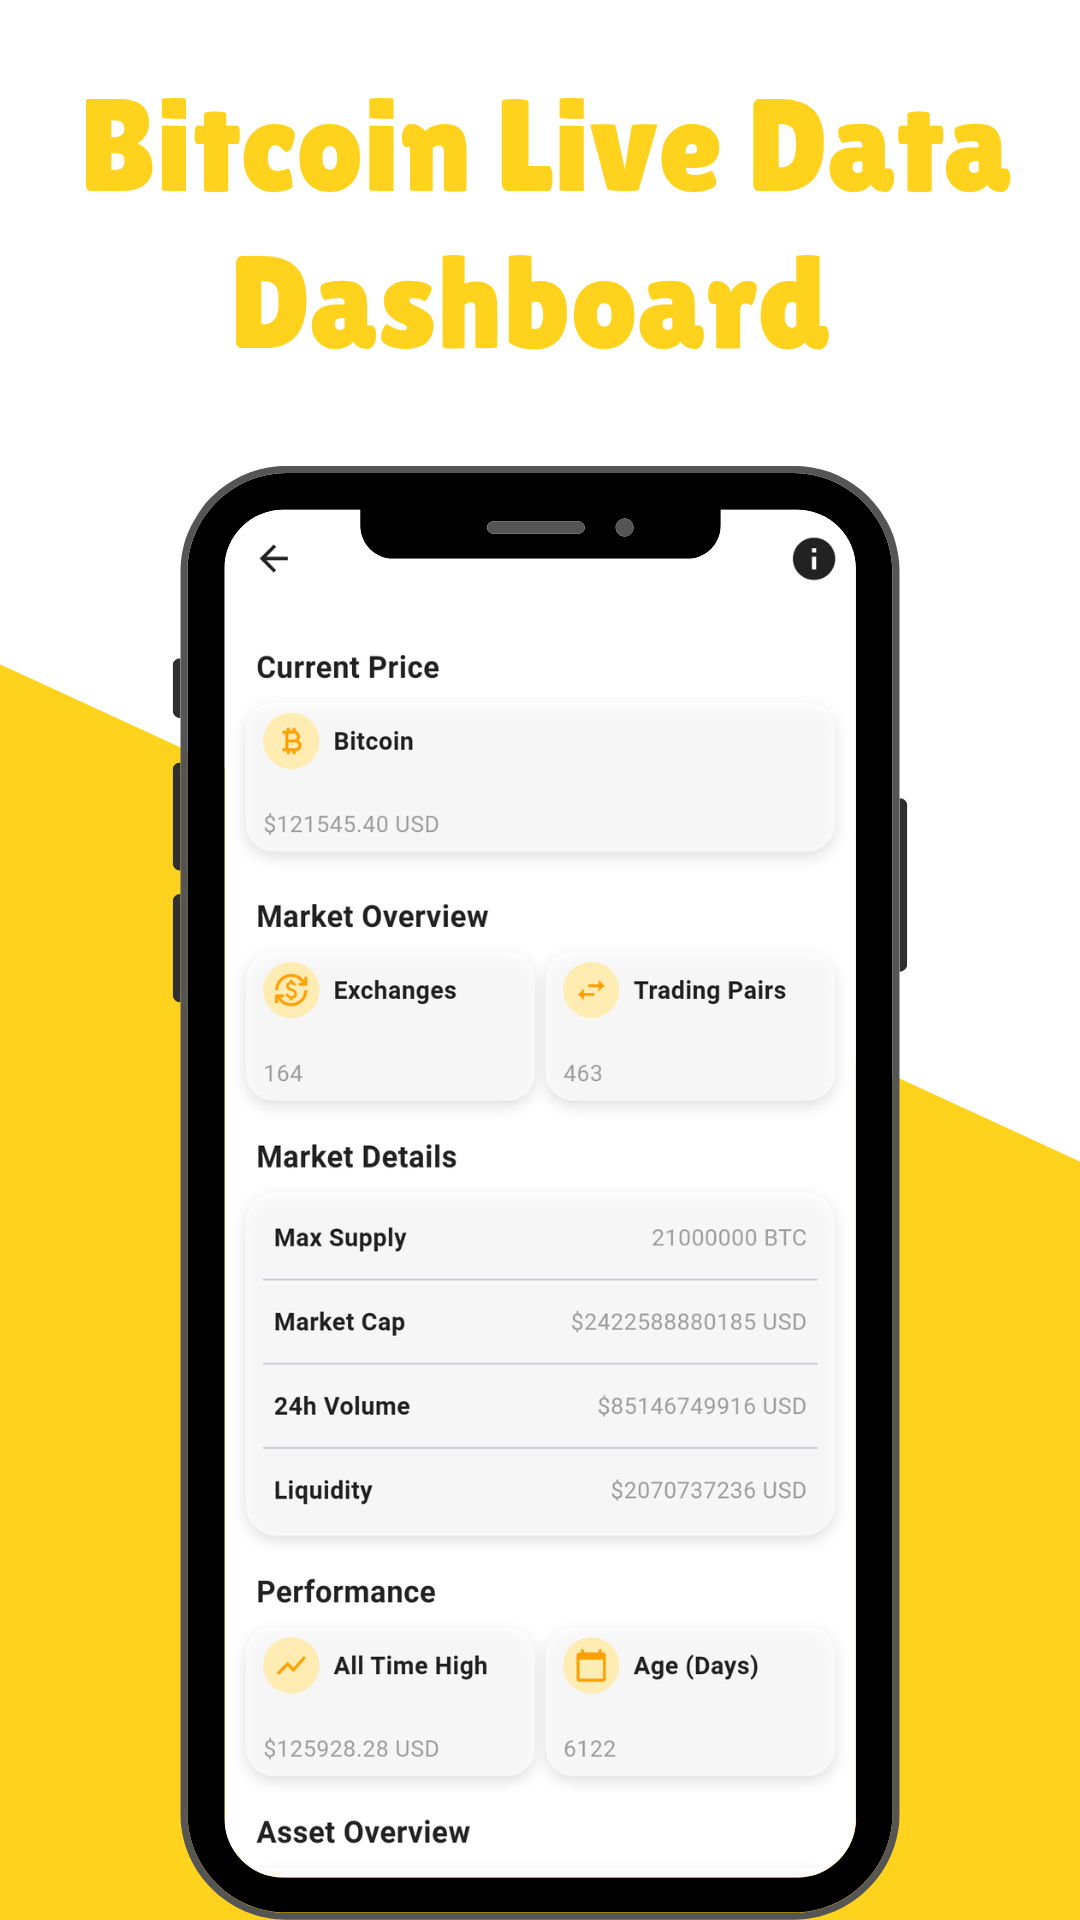 Bitcoin Live Data
Dashboard
Current Price
Bitcoin
$121545.40 USD
Market Overview
Exchanges
164
Trading Pairs
463
Market Details
Max Supply 21000000 BTC
Market Cap $2422588880185 USD
24h Volume $85146749916 USD
Liquidity $2070737236 USD
Performance
All Time High
$125928.28 USD
Age (Days)
6122
Asset Overview